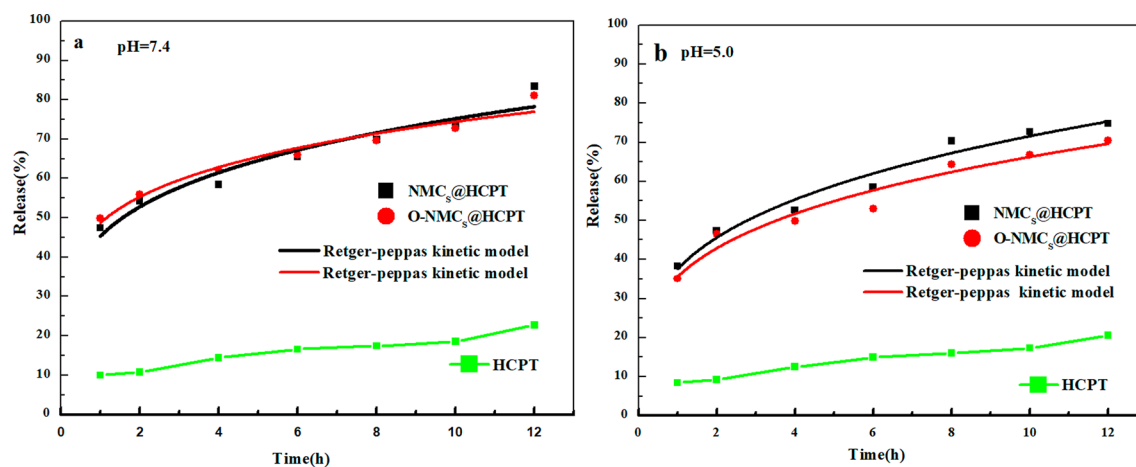 a
pH=7.4
Release(%)
100
90
80
70
60
50
40
30
20
10
0
NMCs@HCPT
O-NMCs@HCPT
Retger-peppas kinetic model
Retger-peppas kinetic model
HCPT
0 2 4 6 8 10 12
Time(h)
b
pH=5.0
Release(%)
100
90
80
70
60
50
40
30
20
10
0
NMCs@HCPT
O-NMCs@HCPT
Retger-peppas kinetic model
Retger-peppas kinetic model
HCPT
0 2 4 6 8 10 12
Time(h)